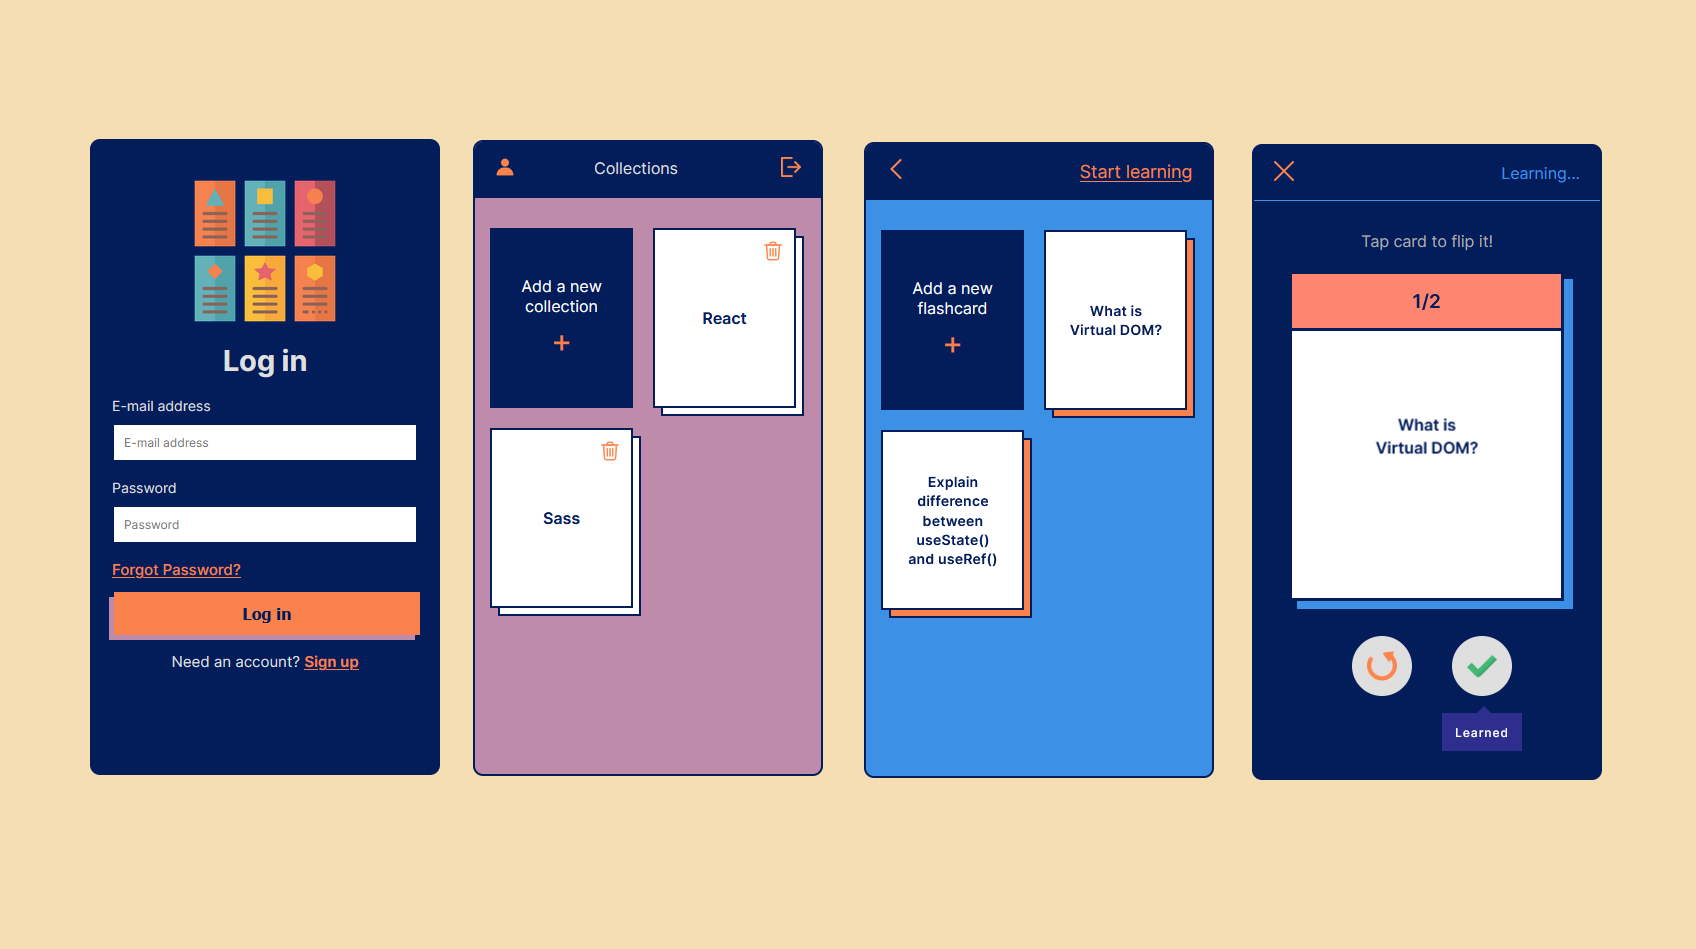 Log in
E-mail address
E-mail address
Password
Password
Forgot Password?
Log in
Need an account? Sign up
Collections
Add a new
collection
+
React
Sass
Start learning
Add a new
flashcard
+
What is
Virtual DOM?
Explain
difference
between
useState()
and useRef()
Learning...
Tap card to flip it!
1/2
What is
Virtual DOM?
Learned